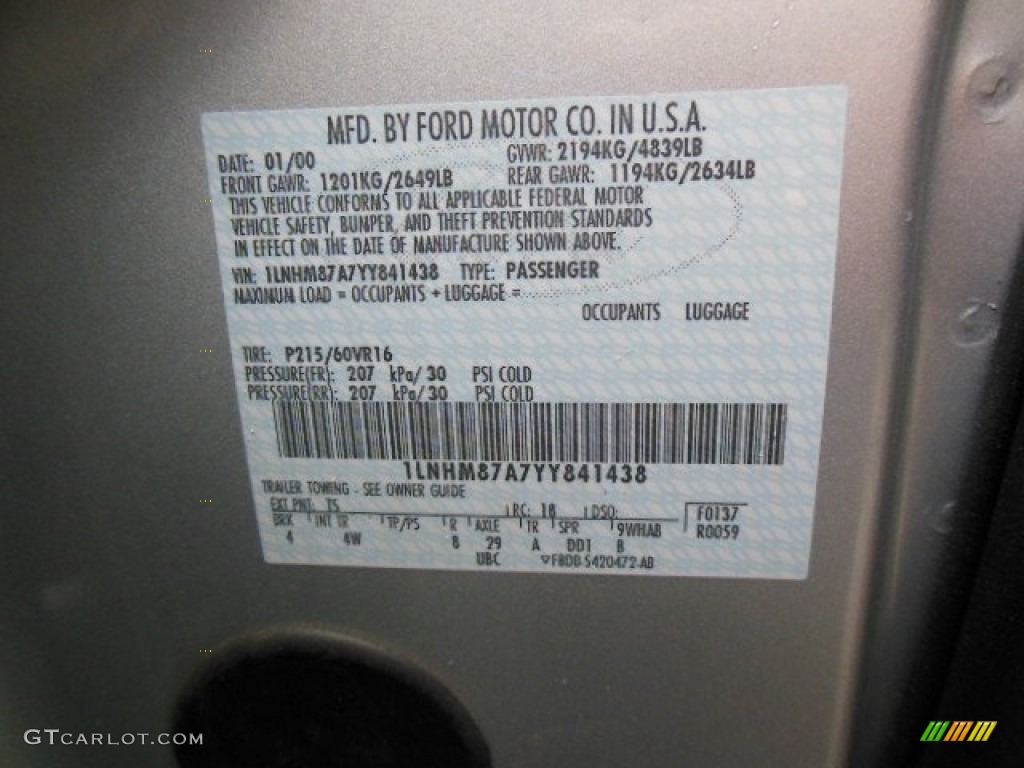 MFD. BY FORD MOTOR CO. IN U.S.A.
DATE: 01/00 GVWR: 2194KG/4839LB
FRONT GAWR: 1201KG/2649LB REAR GAWR: 1194KG/2634LB
THIS VEHICLE CONFORMS TO ALL APPLICABLE FEDERAL MOTOR
VEHICLE SAFETY, BUMPER, AND THEFT PREVENTION STANDARDS
IN EFFECT ON THE DATE OF MANUFACTURE SHOWN ABOVE.
VIN: 1LNHM87A7YY841438 TYPE: PASSENGER
MAXIMUM LOAD = OCCUPANTS + LUGGAGE =
OCCUPANTS LUGGAGE
TIRE: P215/60VR16
PRESSURE(FR): 207 kPa/ 30 PSI COLD
PRESSURE(RR): 207 kPa/ 30 PSI COLD
1LNHM87A7YY841438
TRAILER TOWING - SEE OWNER GUIDE
EXT PNT: TS RC: 16 DSO: F0137
BRK INT TR TP/PS R AXLE TR SPR 9WHAB R0059
4 4W 8 29 A DD1 B
UBC F8DB-5420472-AB
GTCARLOT.COM